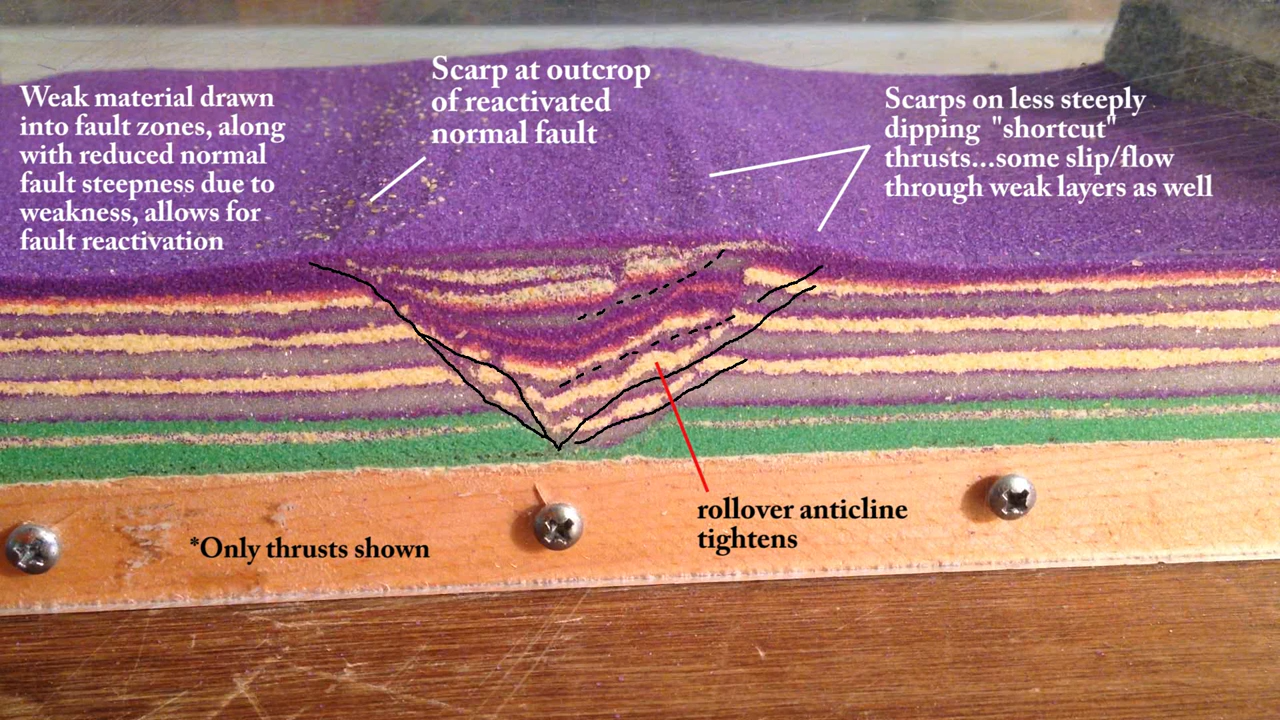 Weak material drawn
into fault zones, along
with reduced normal
fault steepness due to
weakness, allows for
fault reactivation
Scarp at outcrop
of reactivated
normal fault
Scarps on less steeply
dipping "shortcut"
thrusts...some slip/flow
through weak layers as well
rollover anticline
tightens
*Only thrusts shown